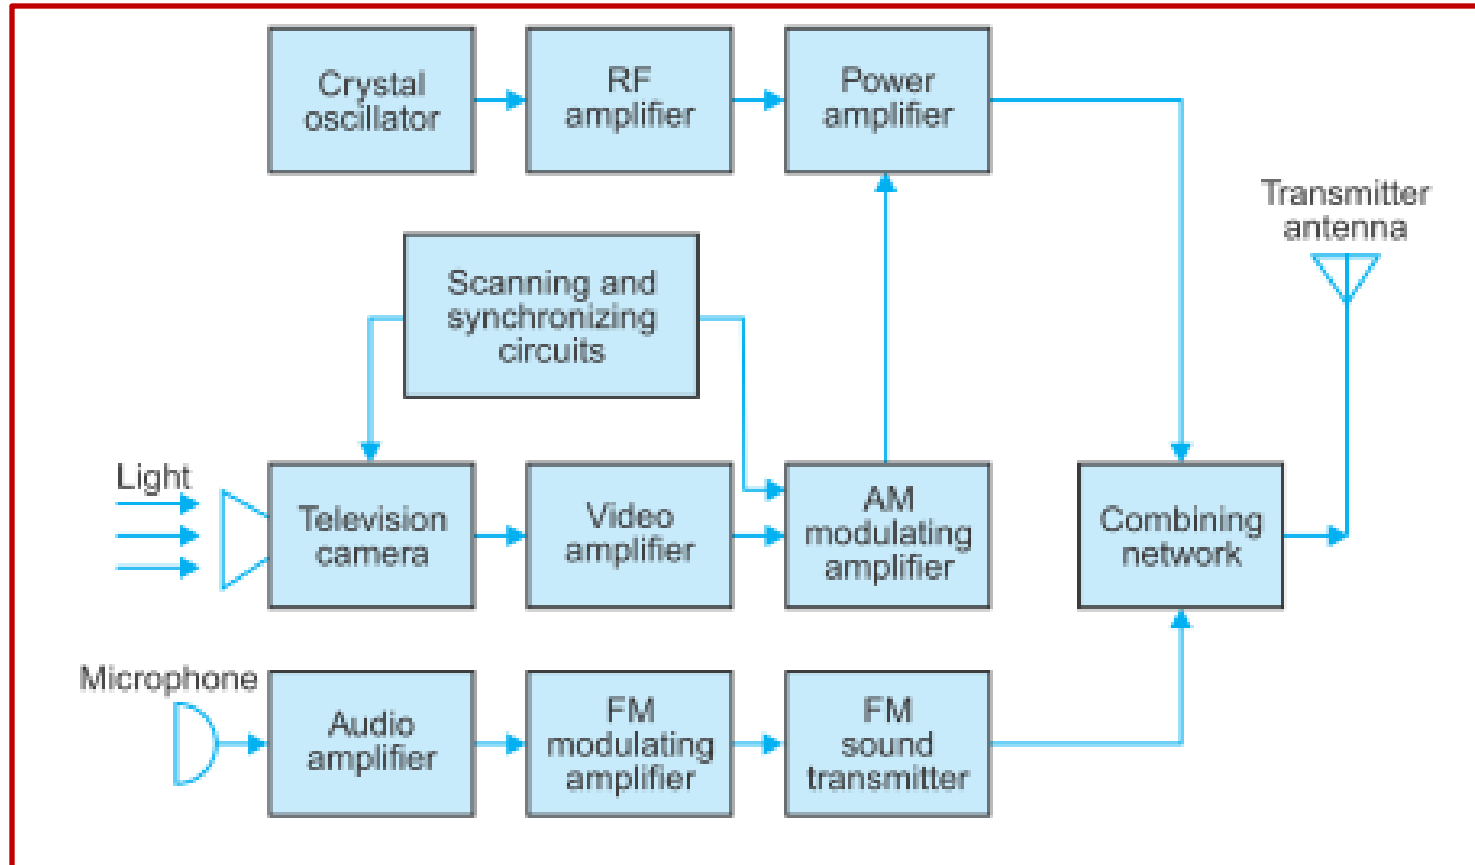 Crystal
oscillator
RF
amplifier
Power
amplifier
Transmitter
antenna
Scanning and
synchronizing
circuits
Light
Television
camera
Video
amplifier
AM
modulating
amplifier
Combining
network
Microphone
Audio
amplifier
FM
modulating
amplifier
FM
sound
transmitter